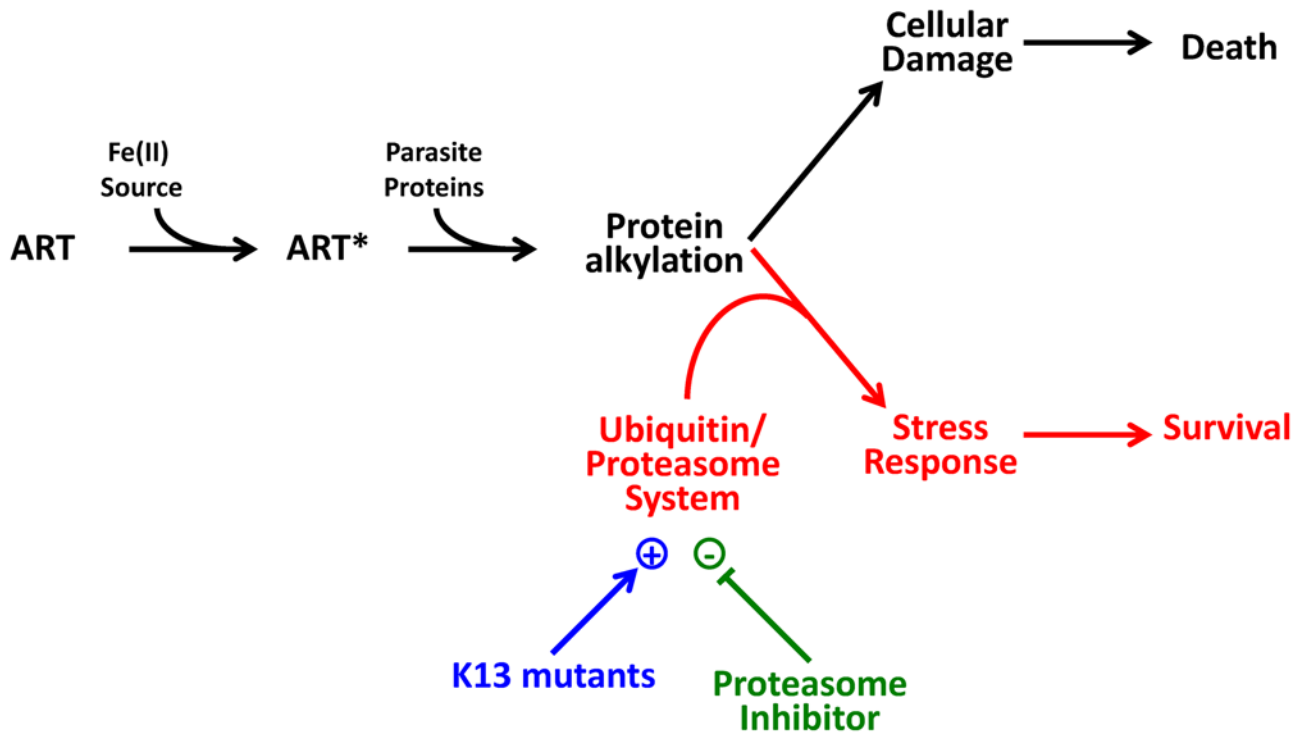 Cellular
Damage
Death
Fe(II)
Source
Parasite
Proteins
ART
ART*
Protein
alkylation
Ubiquitin/
Proteasome
System
Stress
Response
Survival
+
-
K13 mutants
Proteasome
Inhibitor